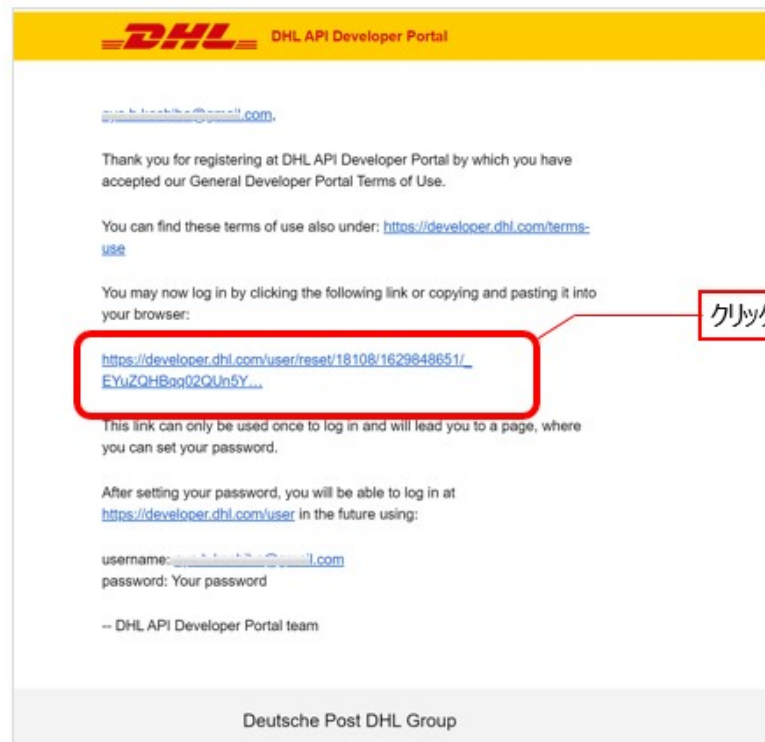 DHL DHL API Developer Portal
.com,
Thank you for registering at DHL API Developer Portal by which you have
accepted our General Developer Portal Terms of Use.
You can find these terms of use also under: https://developer.dhl.com/terms-
use
You may now log in by clicking the following link or copying and pasting it into
your browser:
クリック
https://developer.dhl.com/user/reset/18108/1629848651/_
EYuZQHBqq02QUn5Y…
This link can only be used once to log in and will lead you to a page, where
you can set your password.
After setting your password, you will be able to log in at
https://developer.dhl.com/user in the future using:
username: .com
password: Your password
-- DHL API Developer Portal team
Deutsche Post DHL Group